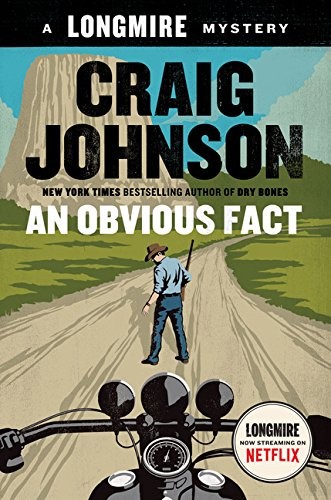 A LONGMIRE MYSTERY
CRAIG
JOHNSON
NEW YORK TIMES BESTSELLING AUTHOR OF DRY BONES
AN OBVIOUS FACT
LONGMIRE
NOW STREAMING ON
NETFLIX